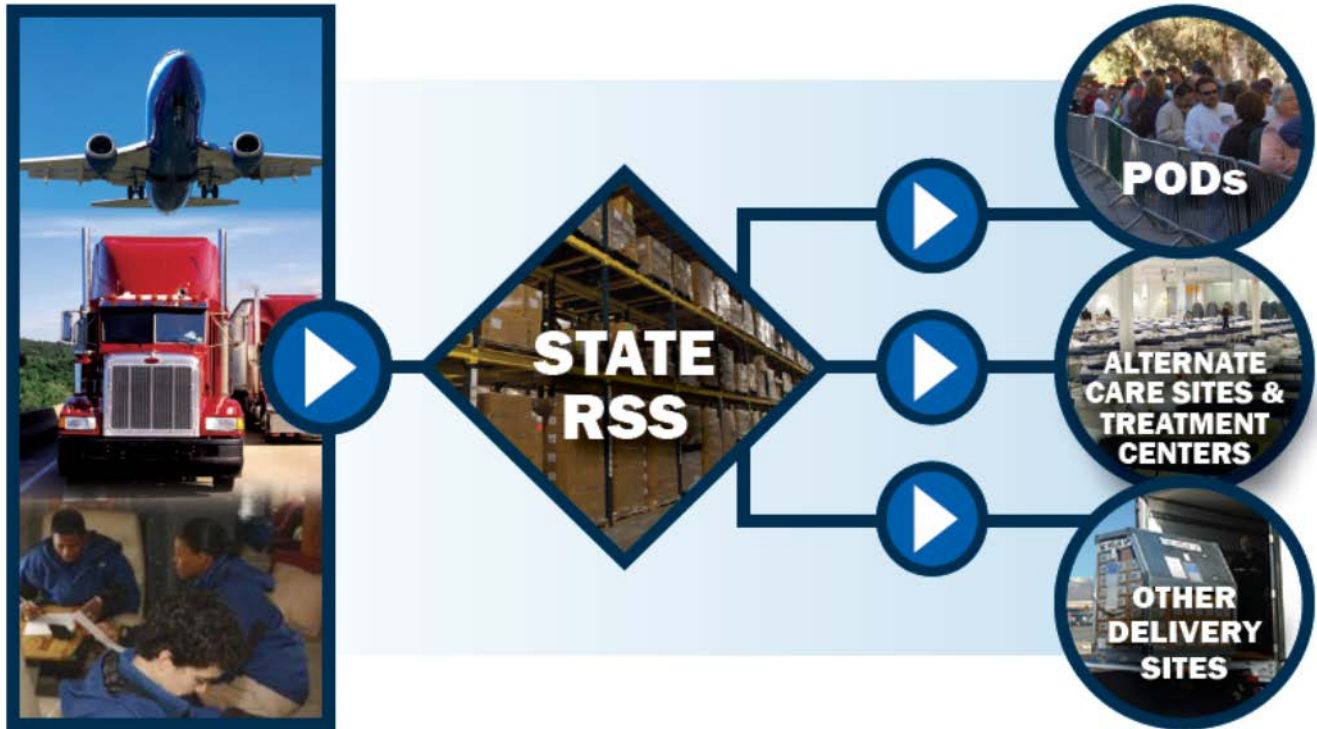 STATE
RSS
PODs
ALTERNATE
CARE SITES &
TREATMENT
CENTERS
OTHER
DELIVERY
SITES